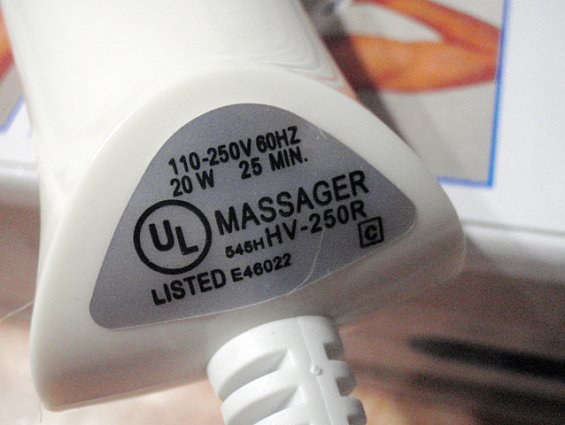 110-250V 60HZ
20 W 25 MIN.
UL MASSAGER
545H HV-250R C
LISTED E46022